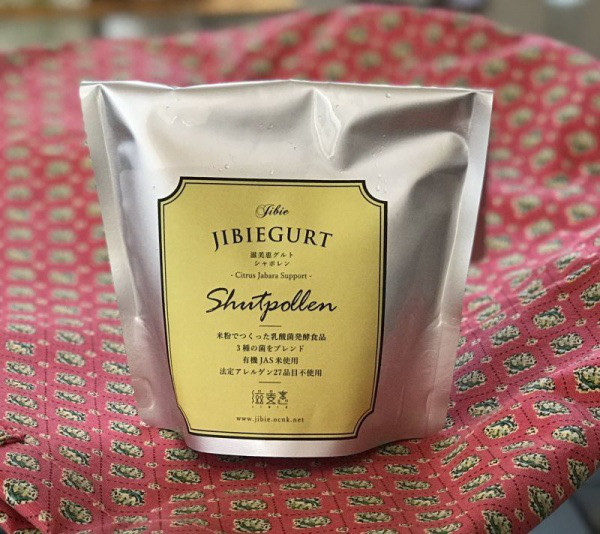 Jibie
JIBIEGURT
滋美恵グルト
シャポレン
- Citrus Jabara Support -
Shutpollen
米粉でつくった乳酸菌発酵食品
3種の菌をブレンド
有機JAS米使用
法定アレルゲン27品目不使用
滋美恵
JIBIE
www.jibie.ocnk.net